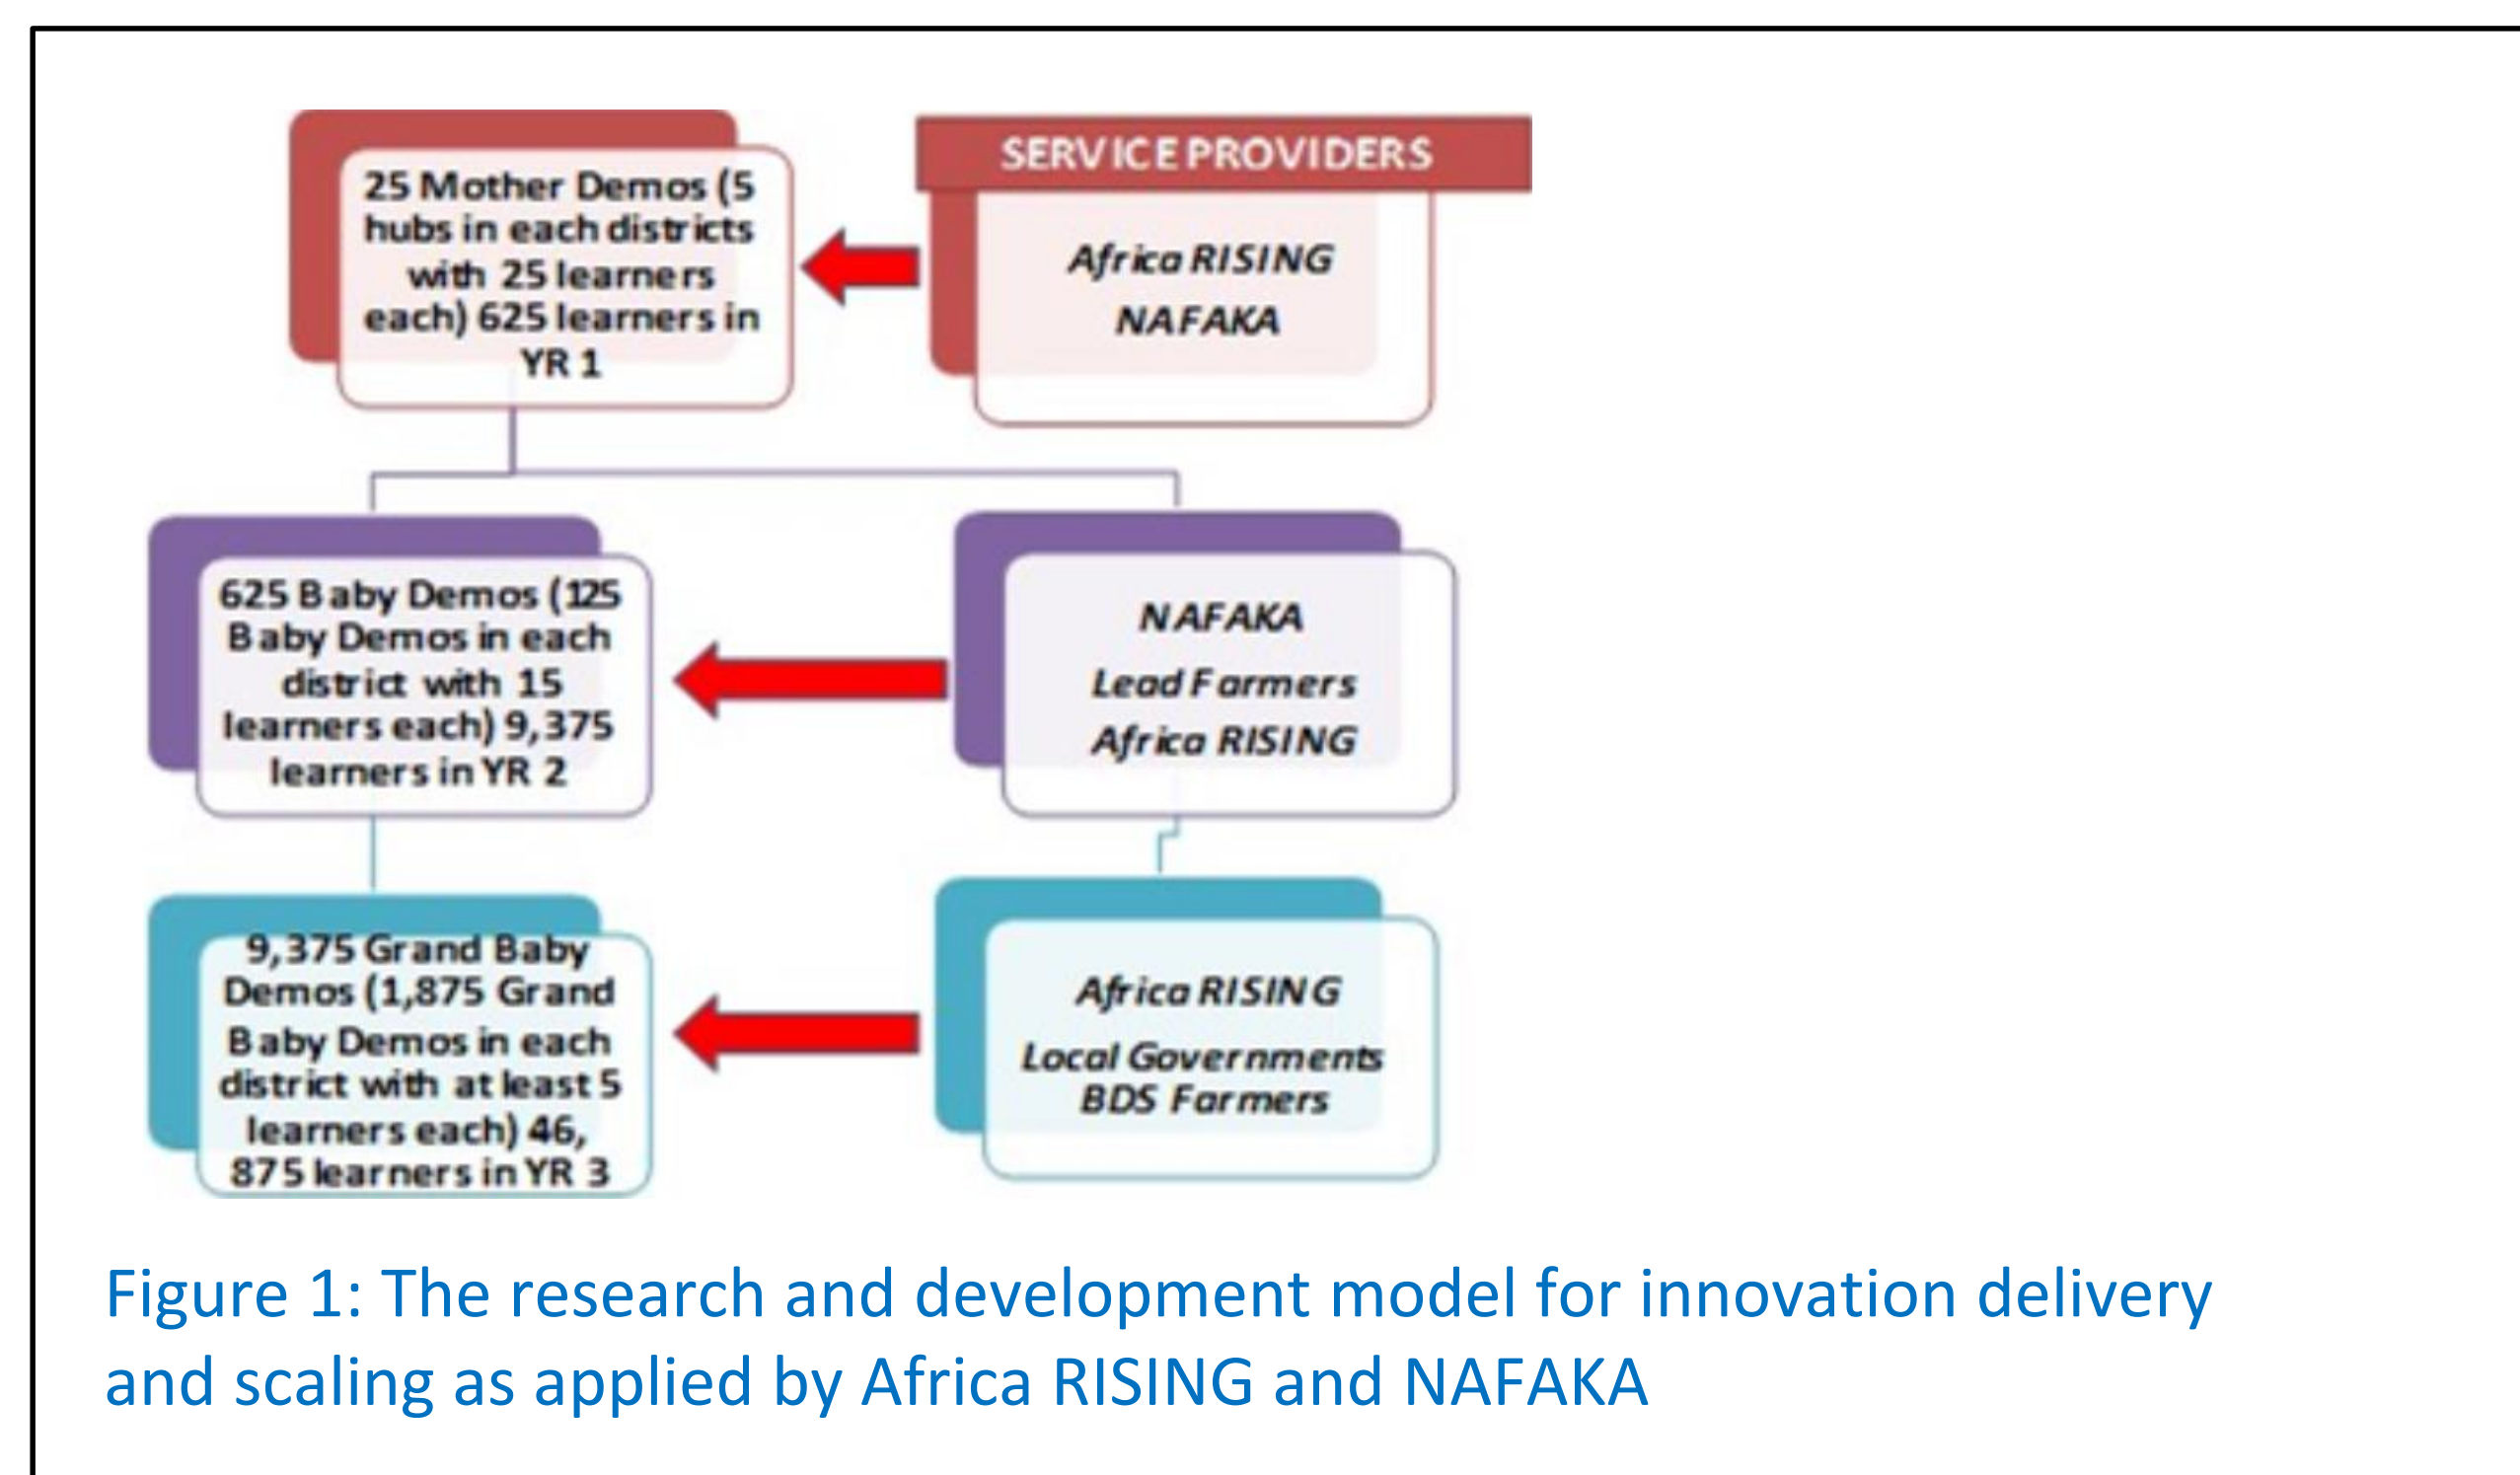 25 Mother Demos (5
hubs in each districts
with 25 learners
each) 625 learners in
YR 1
SERVICE PROVIDERS
Africa RISING
NAFAKA
625 Baby Demos (125
Baby Demos in each
district with 15
learners each) 9,375
learners in YR 2
NAFAKA
Lead Farmers
Africa RISING
9,375 Grand Baby
Demos (1,875 Grand
Baby Demos in each
district with at least 5
learners each) 46,
875 learners in YR 3
Africa RISING
Local Governments
BDS Farmers
Figure 1: The research and development model for innovation delivery
and scaling as applied by Africa RISING and NAFAKA